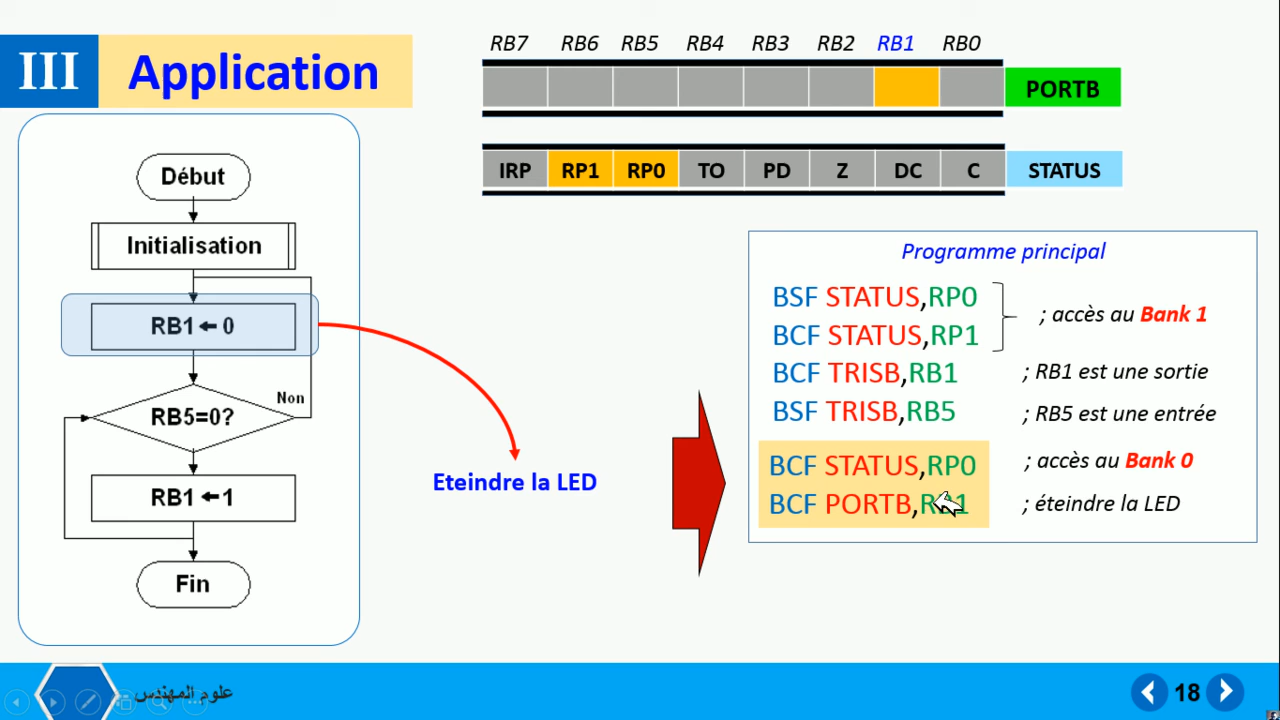 III
Application
RB7 RB6 RB5 RB4 RB3 RB2 RB1 RB0
PORTB
IRP RP1 RP0 TO PD Z DC C
STATUS
Début
Initialisation
RB1 ← 0
Non
RB5=0?
RB1 ← 1
Fin
Eteindre la LED
Programme principal
BSF STATUS,RP0
BCF STATUS,RP1
; accès au Bank 1
BCF TRISB,RB1 ; RB1 est une sortie
BSF TRISB,RB5 ; RB5 est une entrée
BCF STATUS,RP0 ; accès au Bank 0
BCF PORTB,RB1 ; éteindre la LED
علوم المهندس
18